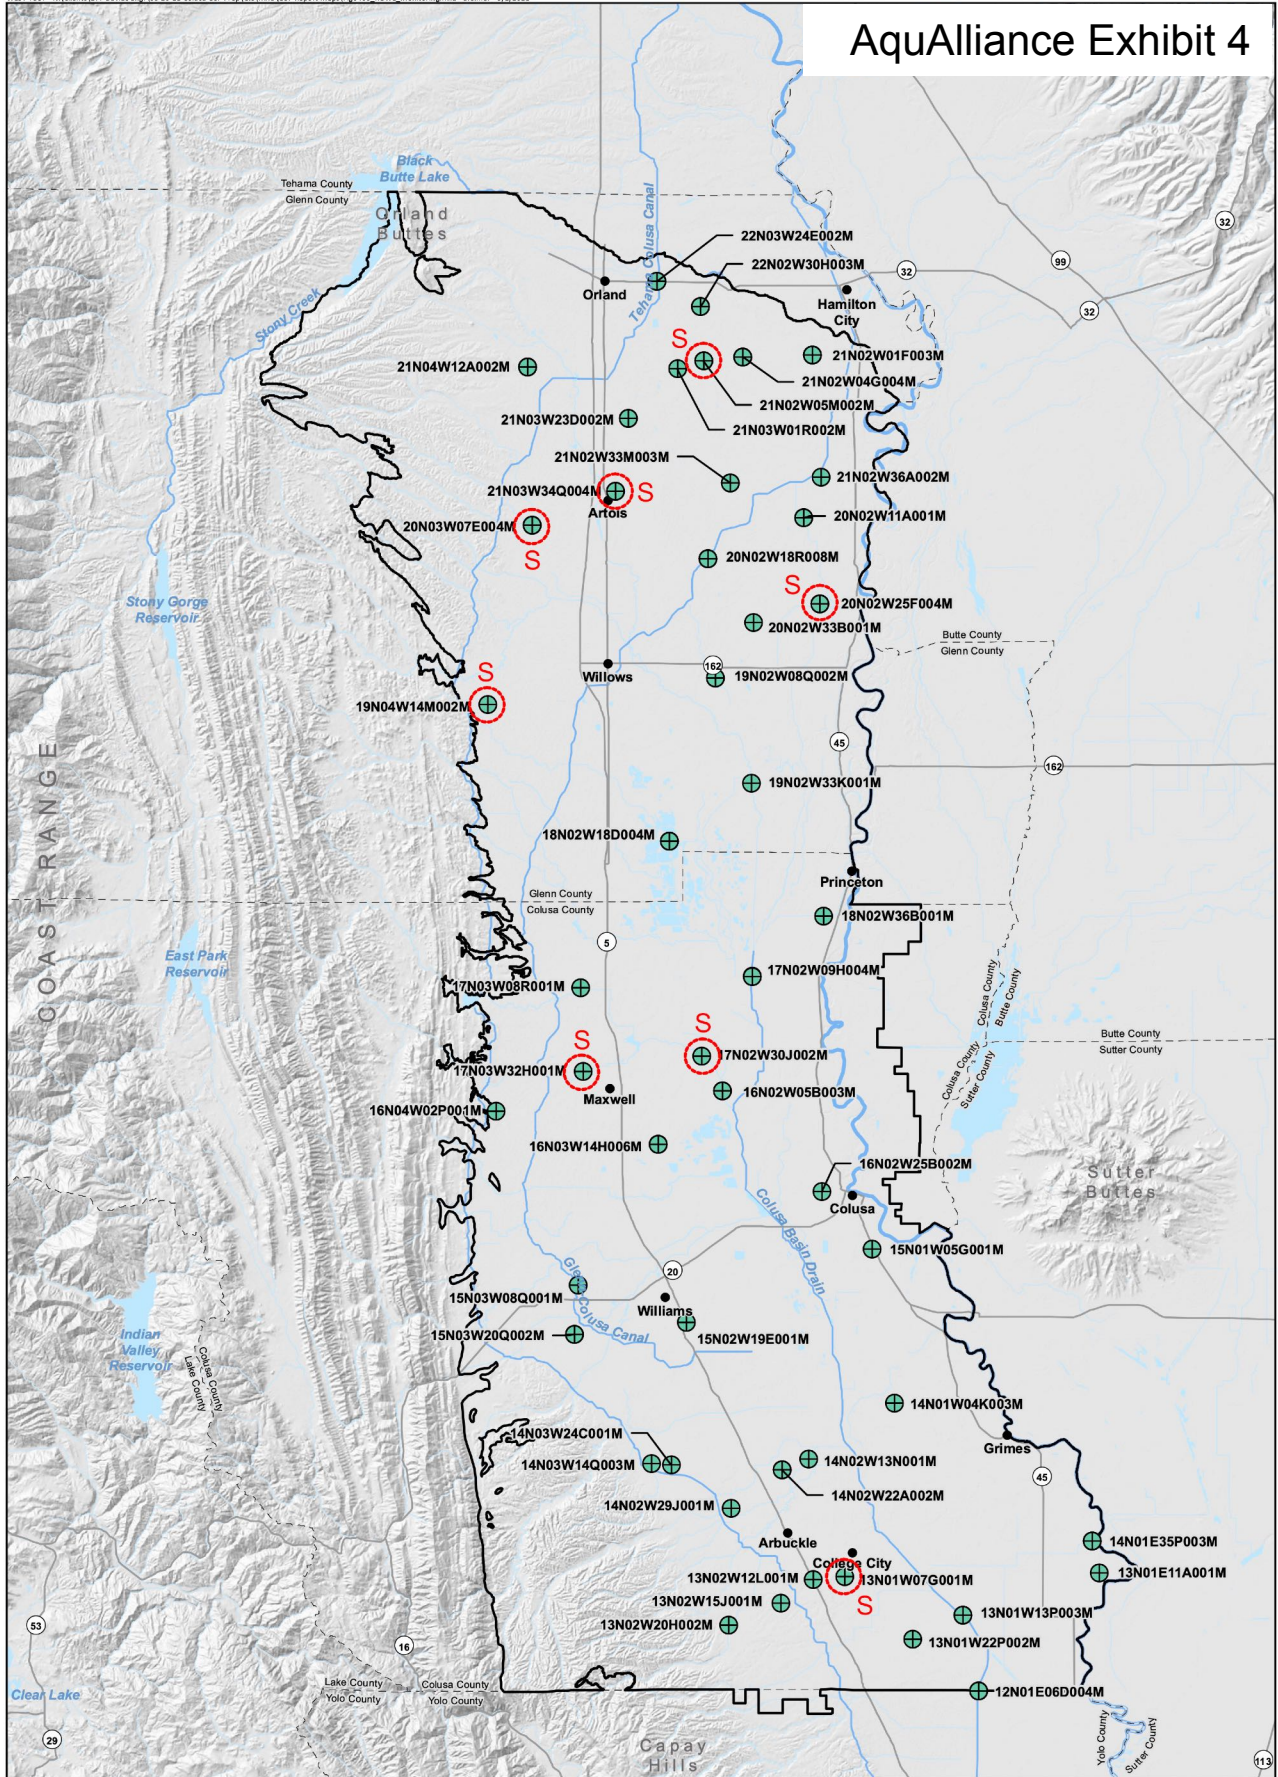 AquAlliance Exhibit 4
Black
Butte Lake
Tehama County
Glenn County
Orland
Buttes
Tehama Colusa Canal
32
22N03W24E002M
99
22N02W30H003M
32
Orland
Hamilton
City
Stony Creek
32
S
21N02W01F003M
21N04W12A002M
21N02W04G004M
21N02W05M002M
21N03W23D002M
21N03W01R002M
21N02W33M003M
21N02W36A002M
21N03W34Q004M
S
Artois
20N02W11A001M
20N03W07E004M
S
20N02W18R008M
S
20N02W25F004M
Stony Gorge
Reservoir
20N02W33B001M
Butte County
Glenn County
162
Willows
19N02W08Q002M
S
19N04W14M002M
COAST RANGE
45
162
19N02W33K001M
18N02W18D004M
Princeton
Glenn County
Colusa County
18N02W36B001M
5
East Park
Reservoir
17N02W09H004M
17N03W08R001M
Colusa County
Butte County
S
S
Butte County
Sutter County
17N02W30J002M
Colusa County
Sutter County
17N03W32H001M
Maxwell
16N02W05B003M
16N04W02P001M
16N03W14H006M
16N02W25B002M
Sutter
Buttes
Colusa
Colusa Basin Drain
15N01W05G001M
20
Glenn Colusa Canal
15N03W08Q001M
Williams
15N03W20Q002M
15N02W19E001M
Indian
Valley
Reservoir
Colusa County
Lake County
14N01W04K003M
14N03W24C001M
Grimes
14N03W14Q003M
14N02W13N001M
45
14N02W22A002M
14N02W29J001M
Arbuckle
14N01E35P003M
College City
13N01E11A001M
13N02W12L001M
13N01W07G001M
13N02W15J001M
S
13N01W13P003M
53
13N02W20H002M
13N01W22P002M
16
Lake County
Yolo County
Colusa County
Yolo County
Clear Lake
12N01E06D004M
29
Capay
Hills
Yolo County
Sutter County
113